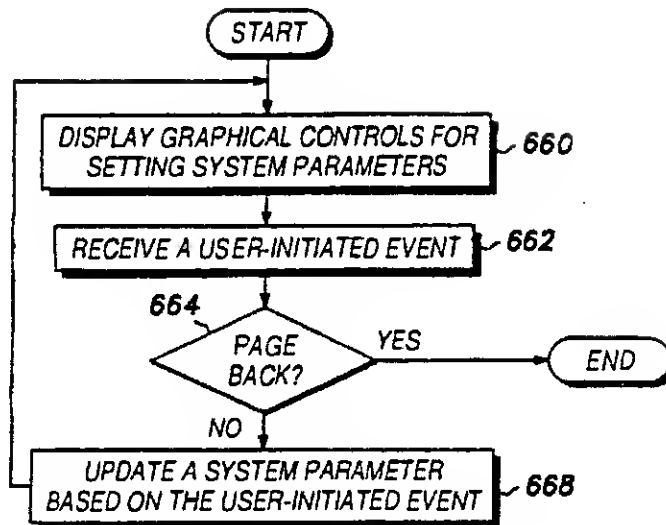 START
DISPLAY GRAPHICAL CONTROLS FOR
SETTING SYSTEM PARAMETERS
660
RECEIVE A USER-INITIATED EVENT
662
664
PAGE
BACK?
YES
END
NO
UPDATE A SYSTEM PARAMETER
BASED ON THE USER-INITIATED EVENT
668